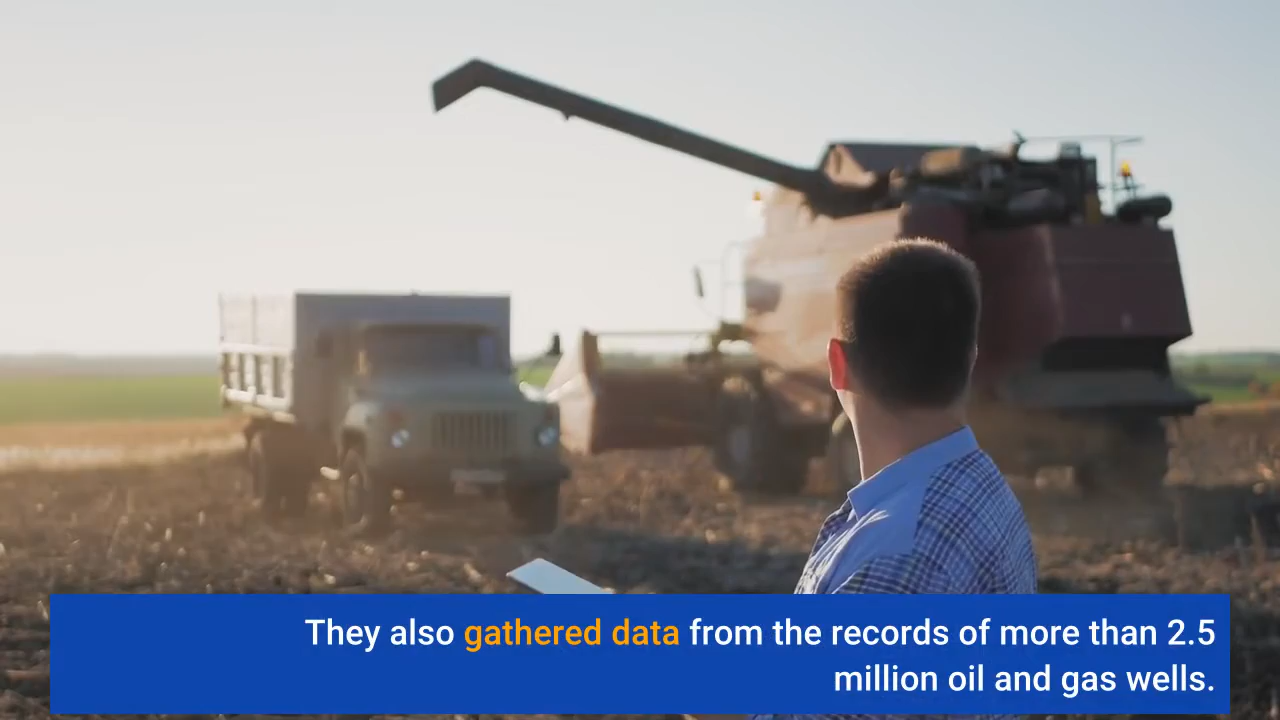 They also gathered data from the records of more than 2.5
million oil and gas wells.